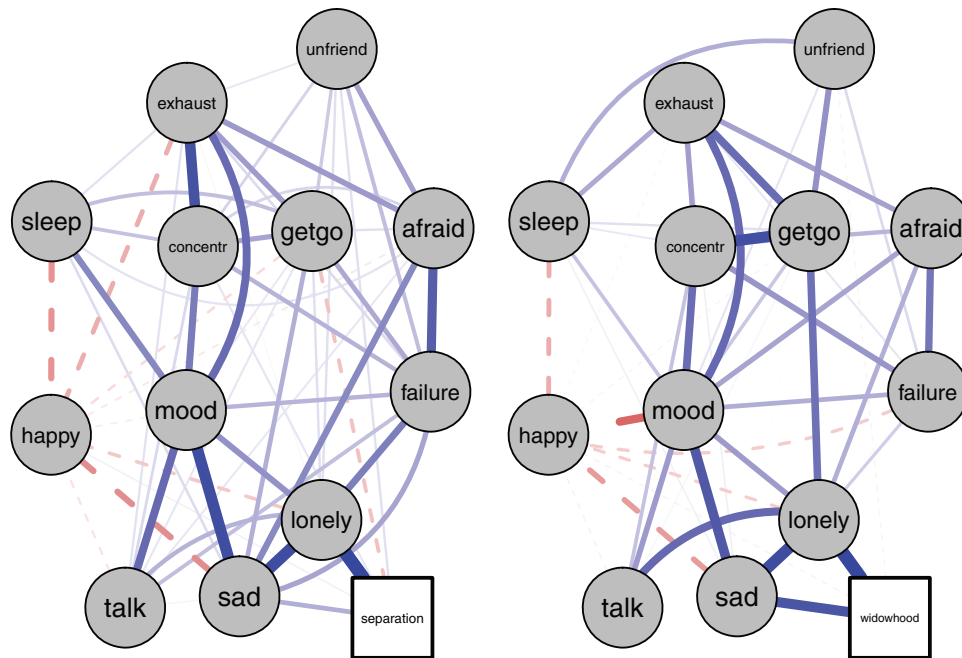 unfriend
exhaust
sleep
concentr
getgo
afraid
happy
mood
failure
lonely
talk
sad
separation
unfriend
exhaust
sleep
concentr
getgo
afraid
happy
mood
failure
lonely
talk
sad
widowhood